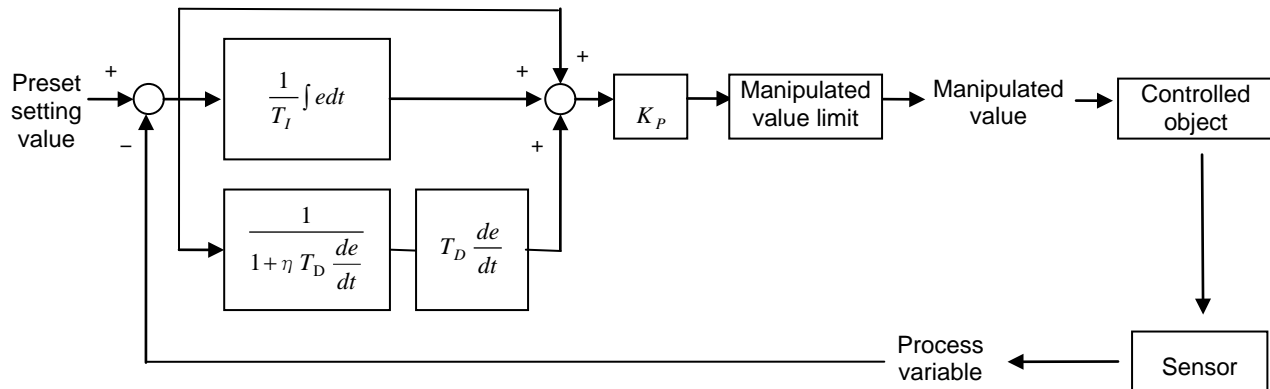 Preset
setting
value
+
−
1/T_I ∫ edt
1/(1+ η T_D de/dt)
T_D de/dt
+
+
+
K_P
Manipulated
value limit
Manipulated
value
Controlled
object
Sensor
Process
variable